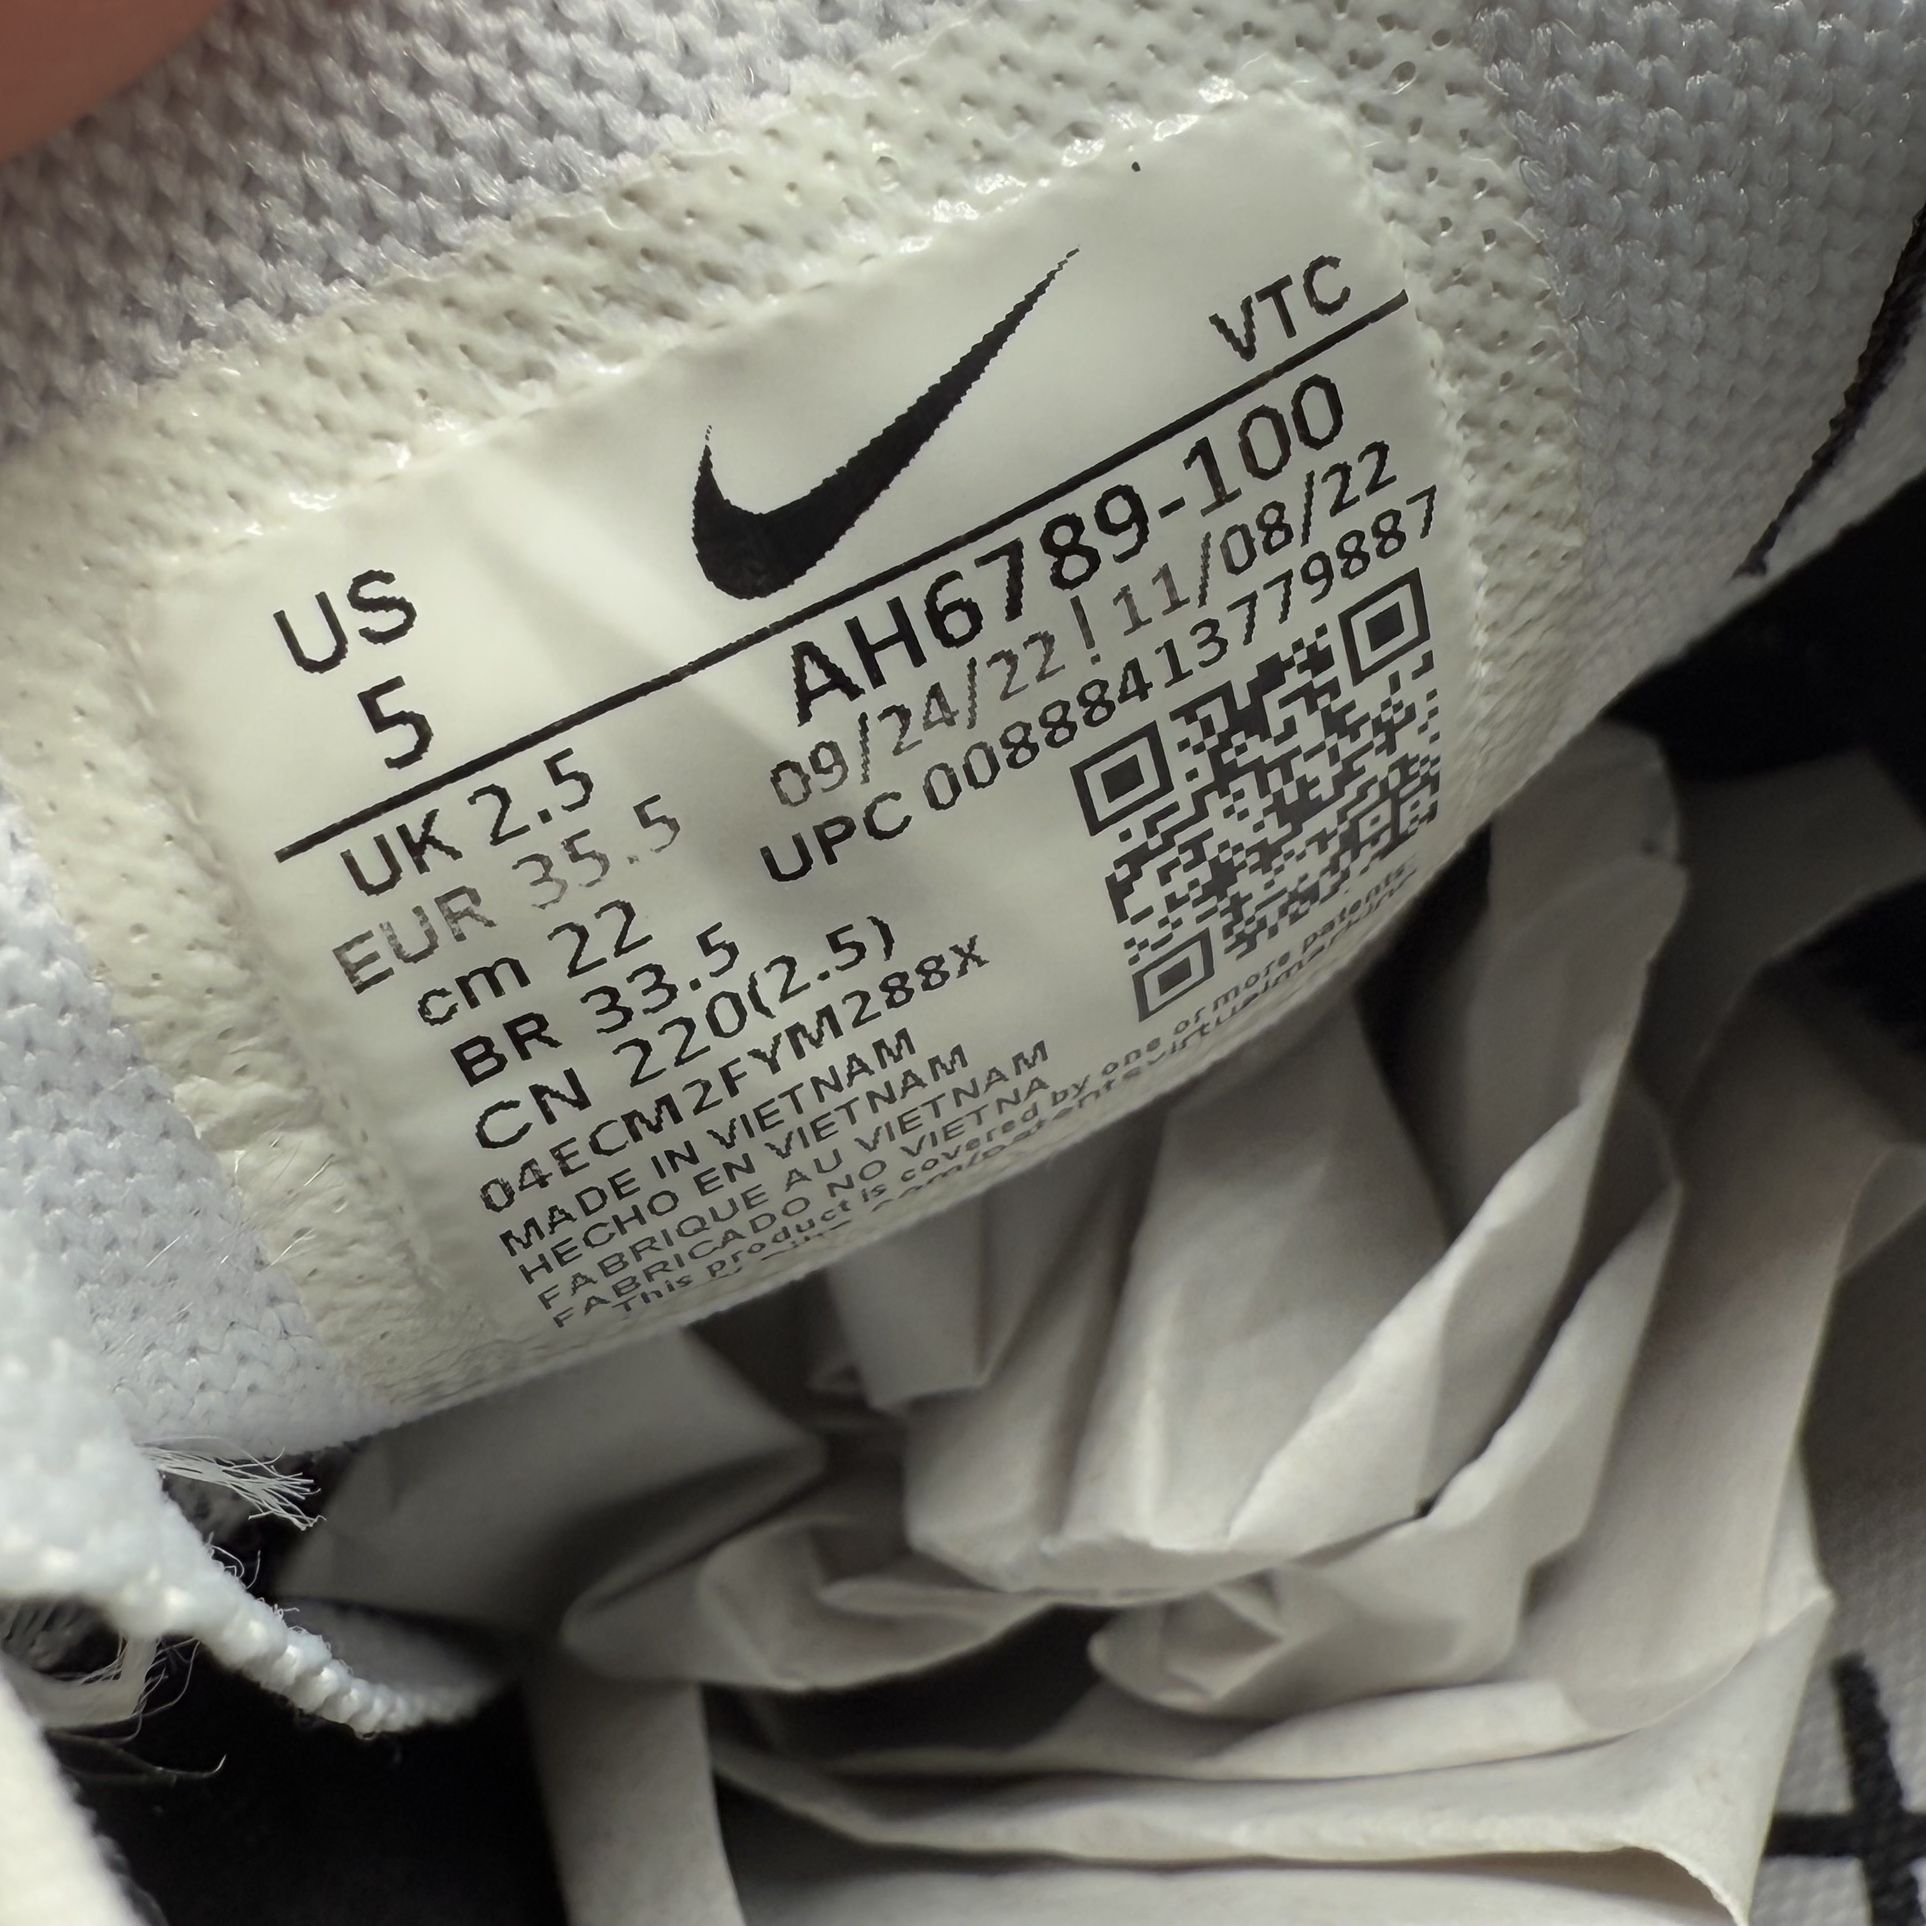 VTC
US
5
AH6789-100
UK 2.5
09/24/22 ! 11/08/22
EUR 35.5
UPC 00888413779887
cm 22
BR 33.5
CN 220(2.5)
04ECM2FYM288X
MADE IN VIETNAM
HECHO EN VIETNAM
FABRIQUE AU VIETNAM
FABRICADO NO VIETNA
This product is covered by one or more patents